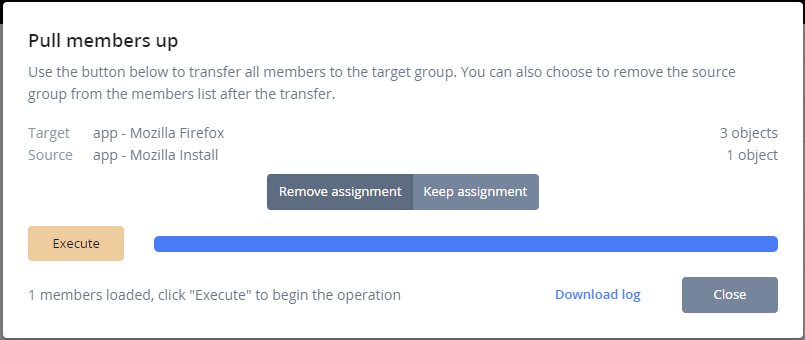 Pull members up
Use the button below to transfer all members to the target group. You can also choose to remove the source
group from the members list after the transfer.
Target app - Mozilla Firefox 3 objects
Source app - Mozilla Install 1 object
Remove assignment Keep assignment
Execute
1 members loaded, click "Execute" to begin the operation Download log Close